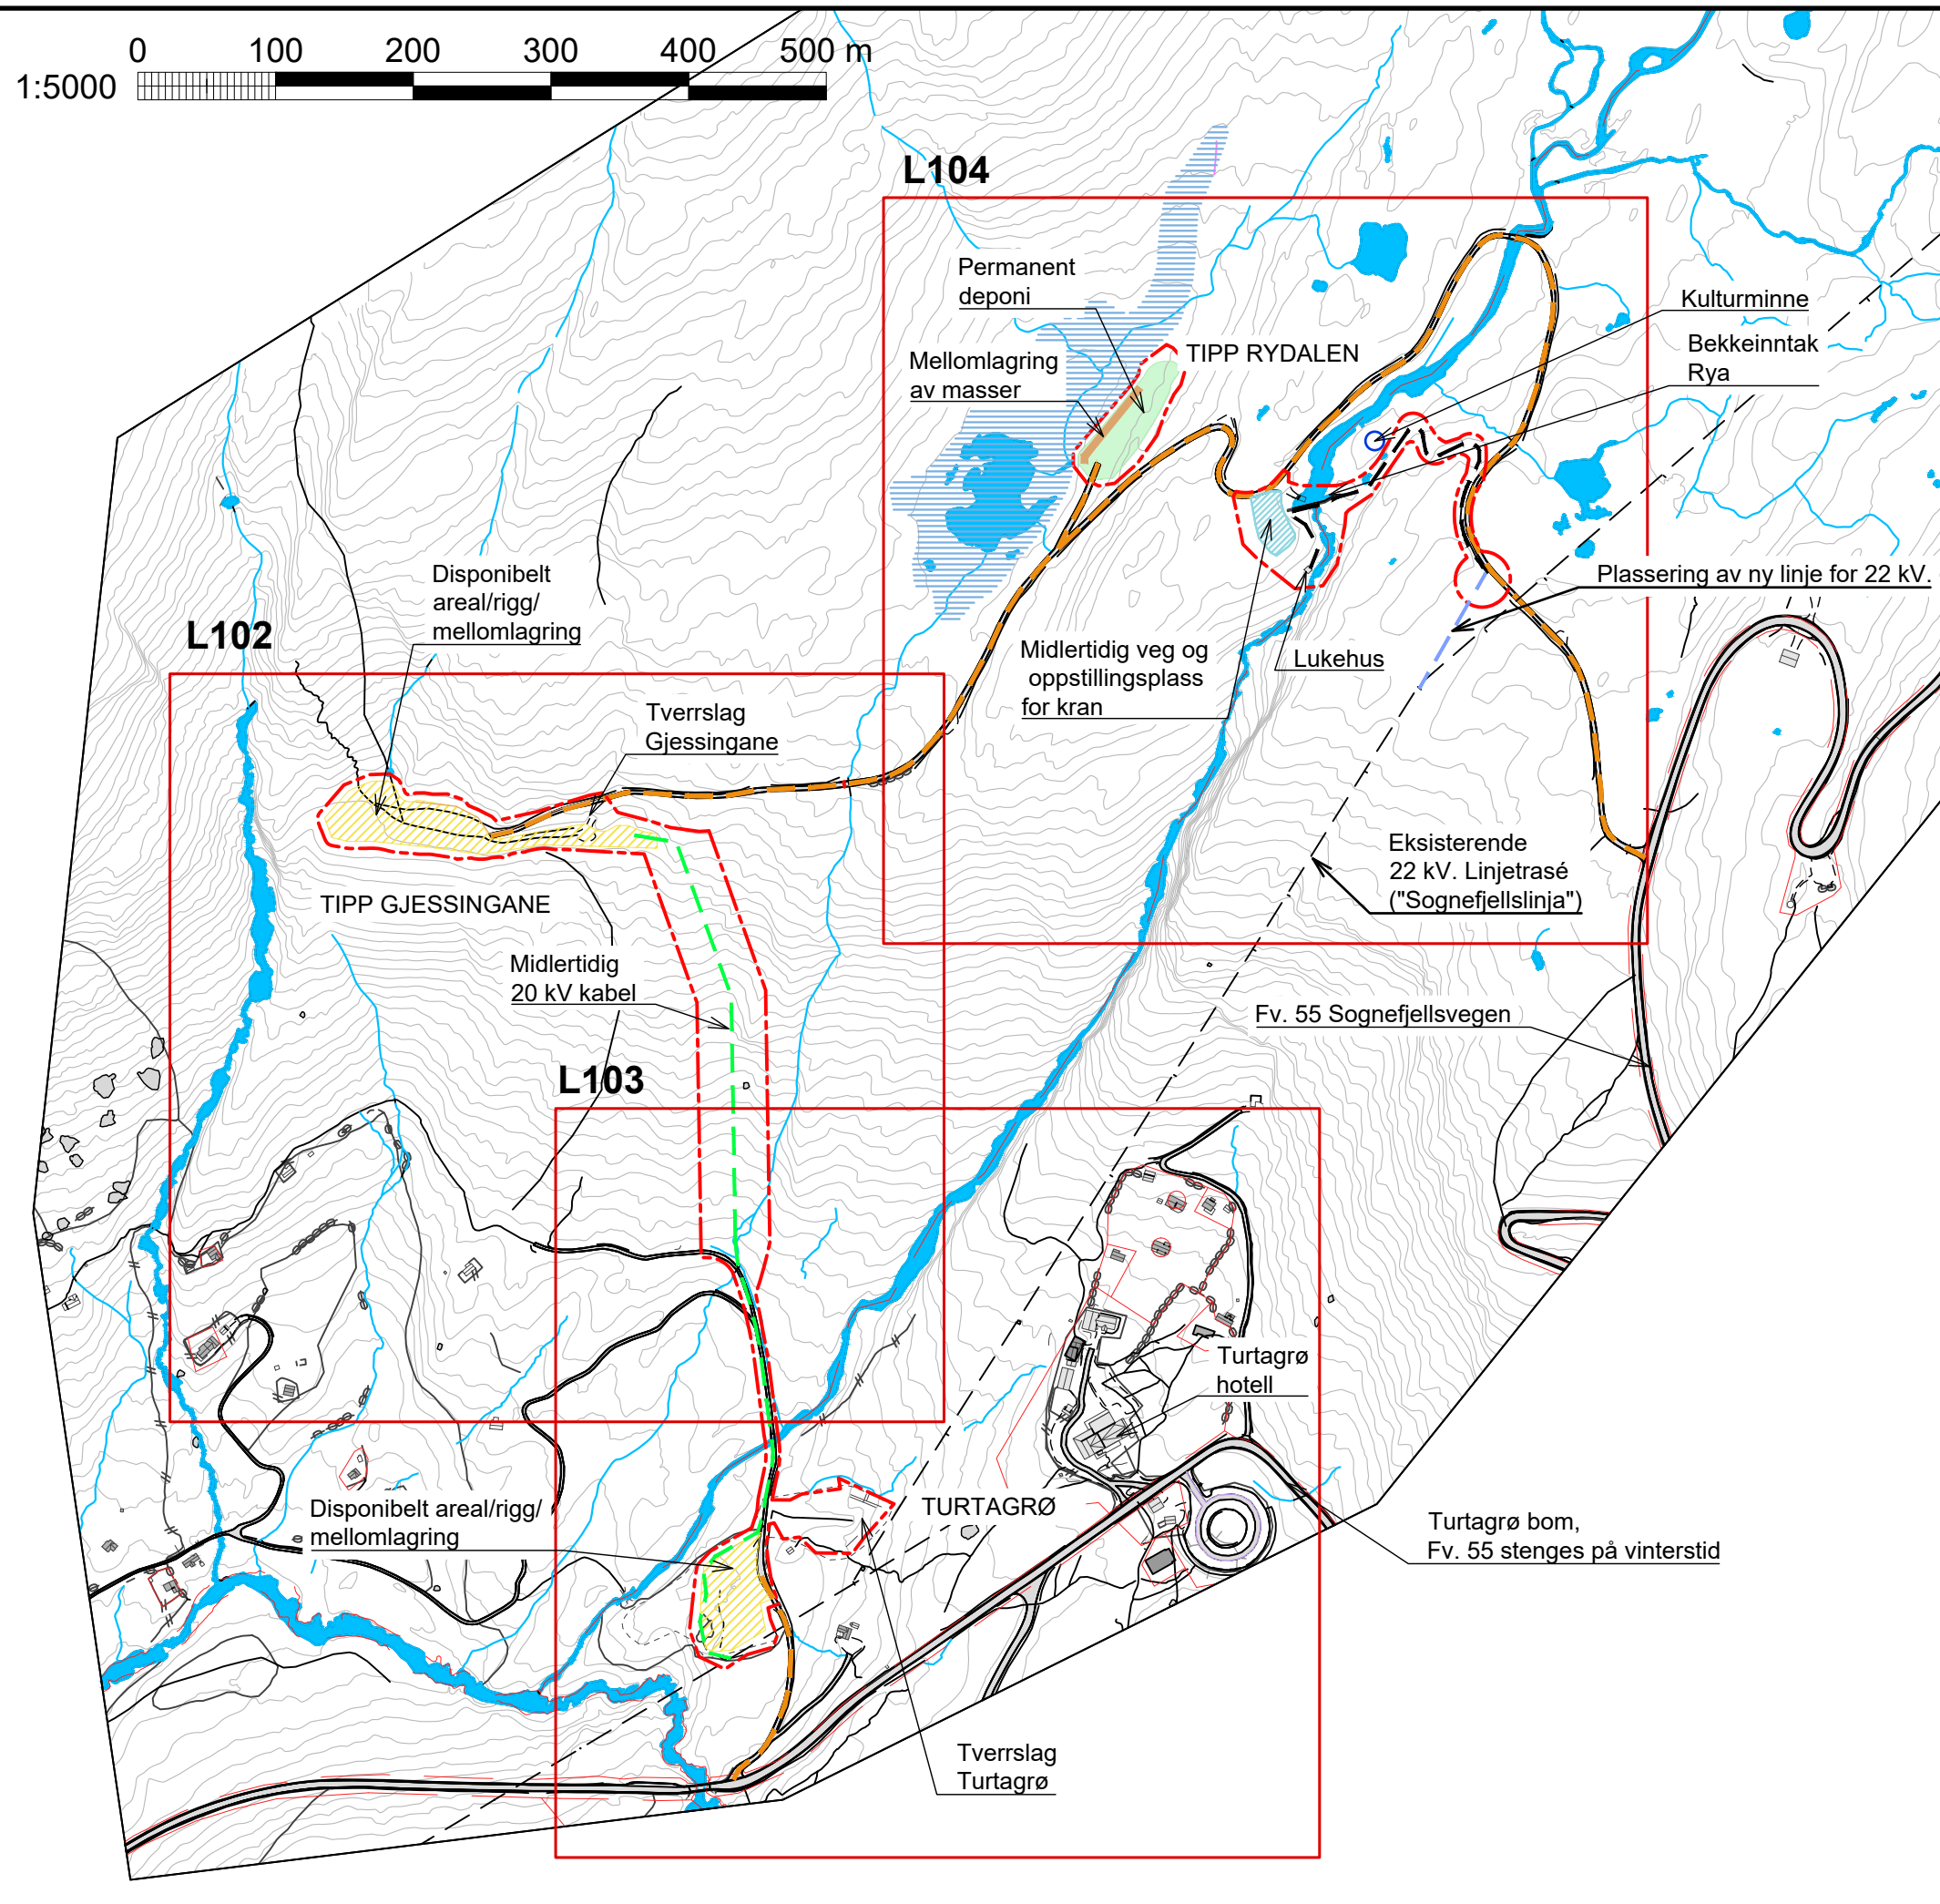 0 100 200 300 400 500 m
1:5000
L104
Permanent
deponi
Kulturminne
TIPP RYDALEN
Bekkeinntak
Rya
Mellomlagring
av masser
Disponibelt
areal/rigg/
mellomlagring
Plassering av ny linje for 22 kV.
L102
Midlertidig veg og
oppstillingsplass
for kran
Lukehus
Tverrslag
Gjessingane
Eksisterende
22 kV. Linjetrasé
("Sognefjellslinja")
TIPP GJESSINGANE
Midlertidig
20 kV kabel
Fv. 55 Sognefjellsvegen
L103
Turtagrø
hotell
Disponibelt areal/rigg/
mellomlagring
TURTAGRØ
Turtagrø bom,
Fv. 55 stenges på vinterstid
Tverrslag
Turtagrø